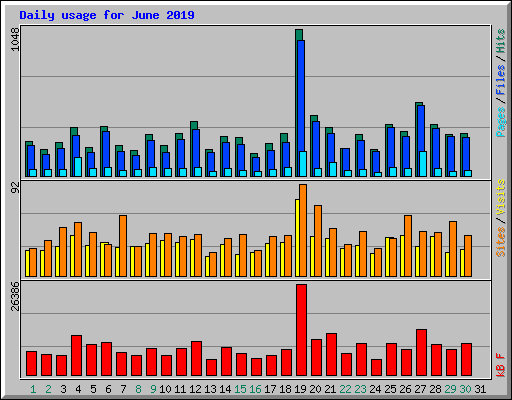 Daily usage for June 2019
1048
Pages/Files/Hits
92
Sites/Visits
26386
kB F
1 2 3 4 5 6 7 8 9 10 11 12 13 14 15 16 17 18 19 20 21 22 23 24 25 26 27 28 29 30 31